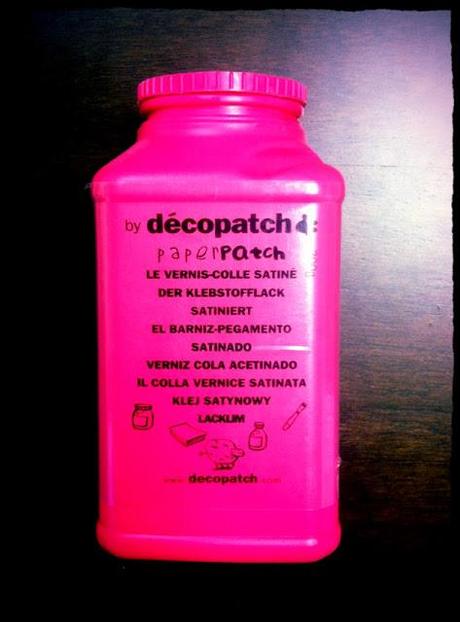 by décopatch
paperPatch
LE VERNIS-COLLE SATINÉ
DER KLEBSTOFFLACK
SATINIERT
EL BARNIZ-PEGAMENTO
SATINADO
VERNIZ COLA ACETINADO
IL COLLA VERNICE SATINATA
KLEJ SATYNOWY
LACKLIM
www.decopatch.com